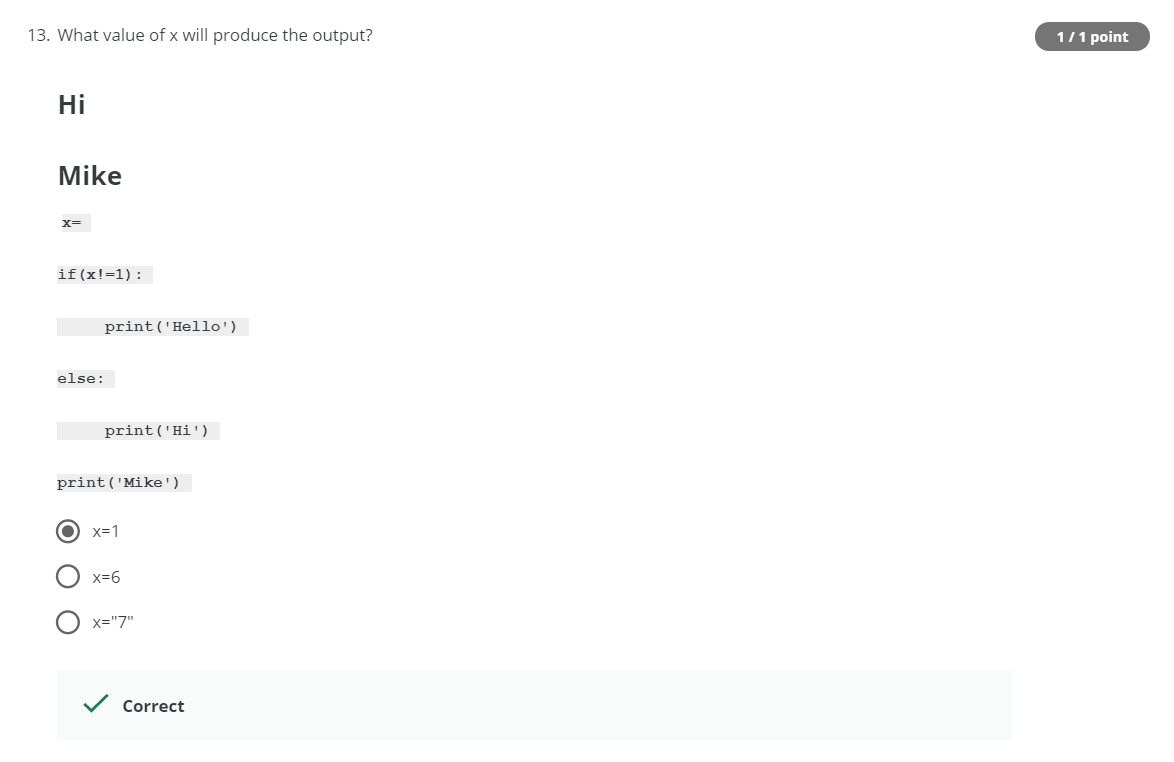 13. What value of x will produce the output?
1 / 1 point
Hi
Mike
x=
if(x!=1):
print('Hello')
else:
print('Hi')
print('Mike')
x=1
x=6
x="7"
Correct